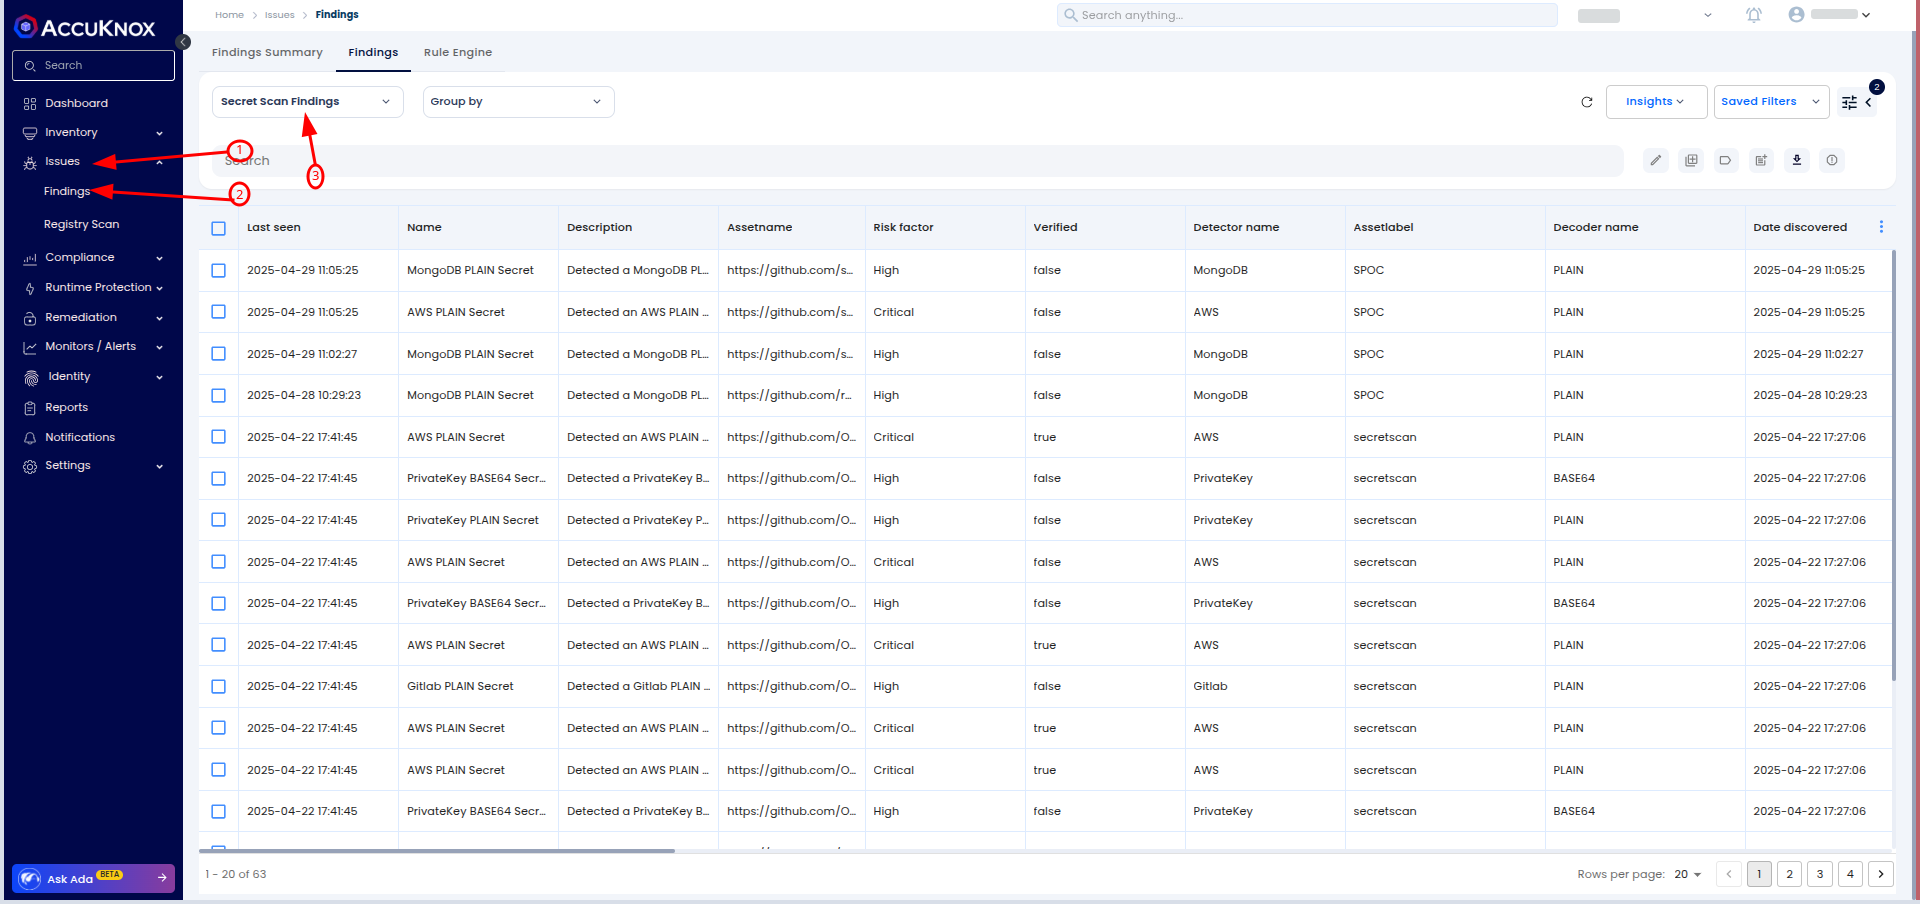 ACCUKNOX
Search
Dashboard
Inventory
Issues
Findings
Registry Scan
Compliance
Runtime Protection
Remediation
Monitors / Alerts
Identity
Reports
Notifications
Settings
Ask Ada BETA
Home > Issues > Findings
Search anything...
Findings Summary Findings Rule Engine
Secret Scan Findings Group by Insights Saved Filters 2
Search
1
2
3
Last seen Name Description Assetname Risk factor Verified Detector name Assetlabel Decoder name Date discovered
2025-04-29 11:05:25 MongoDB PLAIN Secret Detected a MongoDB PL... https://github.com/s... High false MongoDB SPOC PLAIN 2025-04-29 11:05:25
2025-04-29 11:05:25 AWS PLAIN Secret Detected an AWS PLAIN ... https://github.com/s... Critical false AWS SPOC PLAIN 2025-04-29 11:05:25
2025-04-29 11:02:27 MongoDB PLAIN Secret Detected a MongoDB PL... https://github.com/s... High false MongoDB SPOC PLAIN 2025-04-29 11:02:27
2025-04-28 10:29:23 MongoDB PLAIN Secret Detected a MongoDB PL... https://github.com/r... High false MongoDB SPOC PLAIN 2025-04-28 10:29:23
2025-04-22 17:41:45 AWS PLAIN Secret Detected an AWS PLAIN ... https://github.com/O... Critical true AWS secretscan PLAIN 2025-04-22 17:27:06
2025-04-22 17:41:45 PrivateKey BASE64 Secr... Detected a PrivateKey B... https://github.com/O... High false PrivateKey secretscan BASE64 2025-04-22 17:27:06
2025-04-22 17:41:45 PrivateKey PLAIN Secret Detected a PrivateKey P... https://github.com/O... High false PrivateKey secretscan PLAIN 2025-04-22 17:27:06
2025-04-22 17:41:45 AWS PLAIN Secret Detected an AWS PLAIN ... https://github.com/O... Critical false AWS secretscan PLAIN 2025-04-22 17:27:06
2025-04-22 17:41:45 PrivateKey BASE64 Secr... Detected a PrivateKey B... https://github.com/O... High false PrivateKey secretscan BASE64 2025-04-22 17:27:06
2025-04-22 17:41:45 AWS PLAIN Secret Detected an AWS PLAIN ... https://github.com/O... Critical true AWS secretscan PLAIN 2025-04-22 17:27:06
2025-04-22 17:41:45 Gitlab PLAIN Secret Detected a Gitlab PLAIN ... https://github.com/O... High false Gitlab secretscan PLAIN 2025-04-22 17:27:06
2025-04-22 17:41:45 AWS PLAIN Secret Detected an AWS PLAIN ... https://github.com/O... Critical true AWS secretscan PLAIN 2025-04-22 17:27:06
2025-04-22 17:41:45 AWS PLAIN Secret Detected an AWS PLAIN ... https://github.com/O... Critical true AWS secretscan PLAIN 2025-04-22 17:27:06
2025-04-22 17:41:45 PrivateKey BASE64 Secr... Detected a PrivateKey B... https://github.com/O... High false PrivateKey secretscan BASE64 2025-04-22 17:27:06
1 - 20 of 63 Rows per page: 20 < 1 2 3 4 >